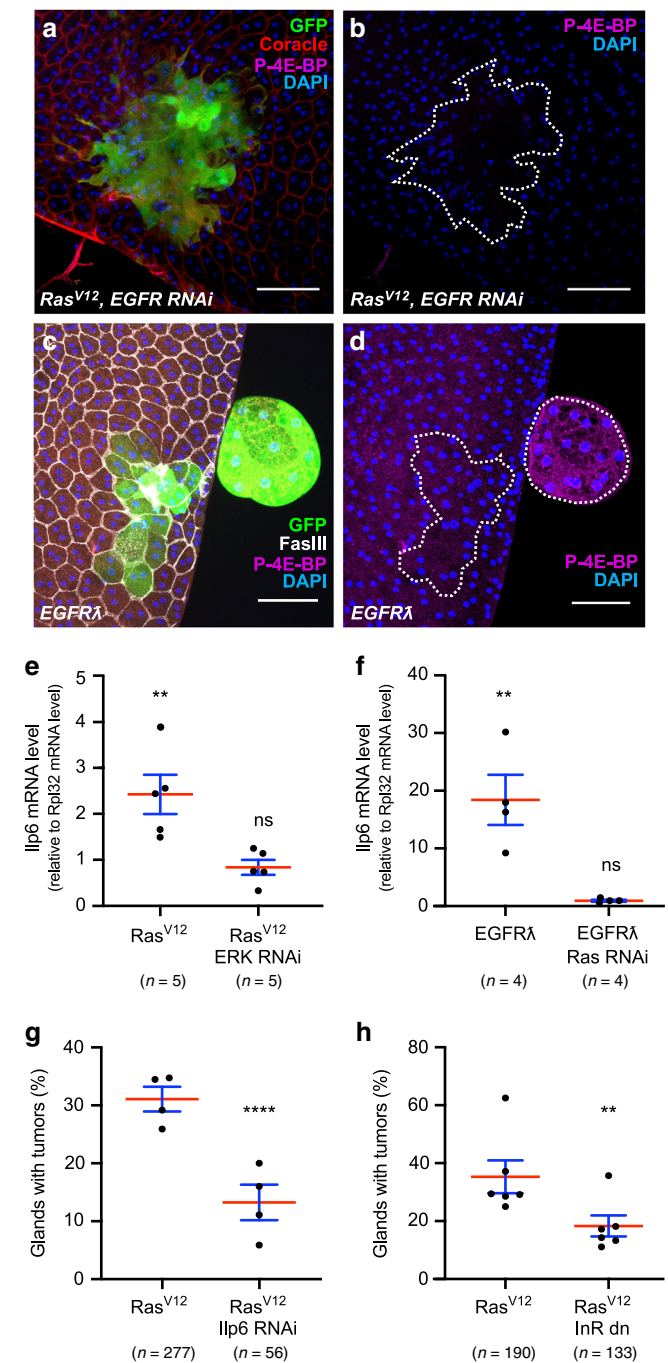 a
GFP
Coracle
P-4E-BP
DAPI
Ras^V12, EGFR RNAi
b
P-4E-BP
DAPI
Ras^V12, EGFR RNAi
c
GFP
FasIII
P-4E-BP
DAPI
EGFRλ
d
P-4E-BP
DAPI
EGFRλ
e
Ilp6 mRNA level
(relative to Rpl32 mRNA level)
5
4
3
2
1
0
**
ns
Ras^V12
Ras^V12
ERK RNAi
(n = 5)
(n = 5)
f
Ilp6 mRNA level
(relative to Rpl32 mRNA level)
40
30
20
10
0
**
ns
EGFRλ
EGFRλ
Ras RNAi
(n = 4)
(n = 4)
g
Glands with tumors (%)
40
30
20
10
0
****
Ras^V12
Ras^V12
Ilp6 RNAi
(n = 277)
(n = 56)
h
Glands with tumors (%)
80
60
40
20
0
**
Ras^V12
Ras^V12
InR dn
(n = 190)
(n = 133)